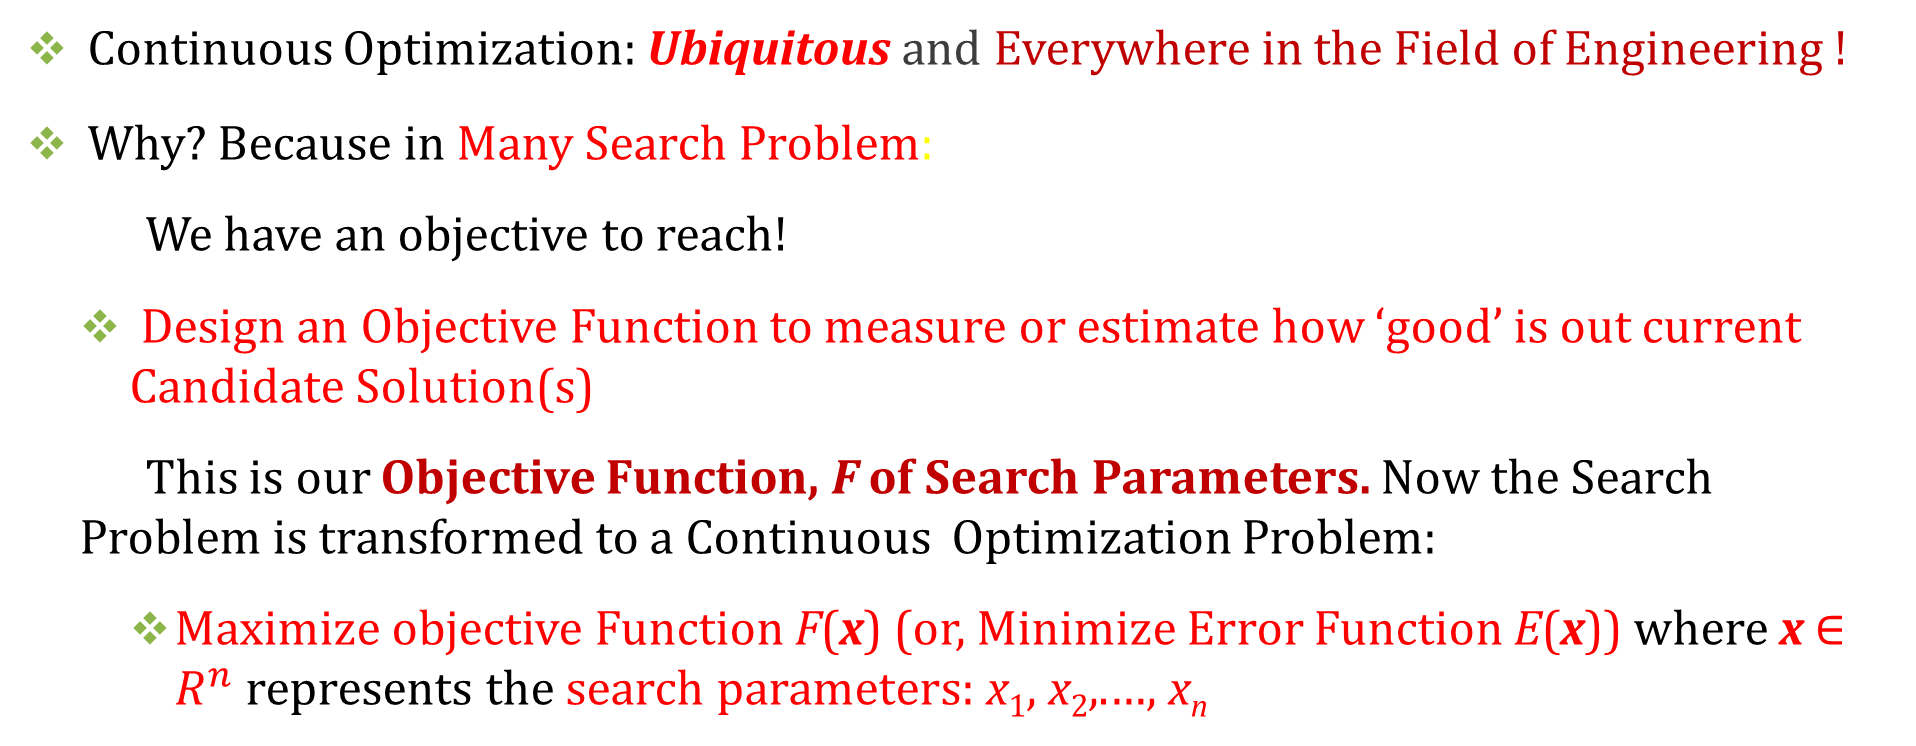 ❖ Continuous Optimization: Ubiquitous and Everywhere in the Field of Engineering !
❖ Why? Because in Many Search Problem:
We have an objective to reach!
❖ Design an Objective Function to measure or estimate how ‘good’ is out current
Candidate Solution(s)
This is our Objective Function, F of Search Parameters. Now the Search
Problem is transformed to a Continuous Optimization Problem:
❖ Maximize objective Function F(x) (or, Minimize Error Function E(x)) where x ∈
Rⁿ represents the search parameters: x₁, x₂,...., xₙ